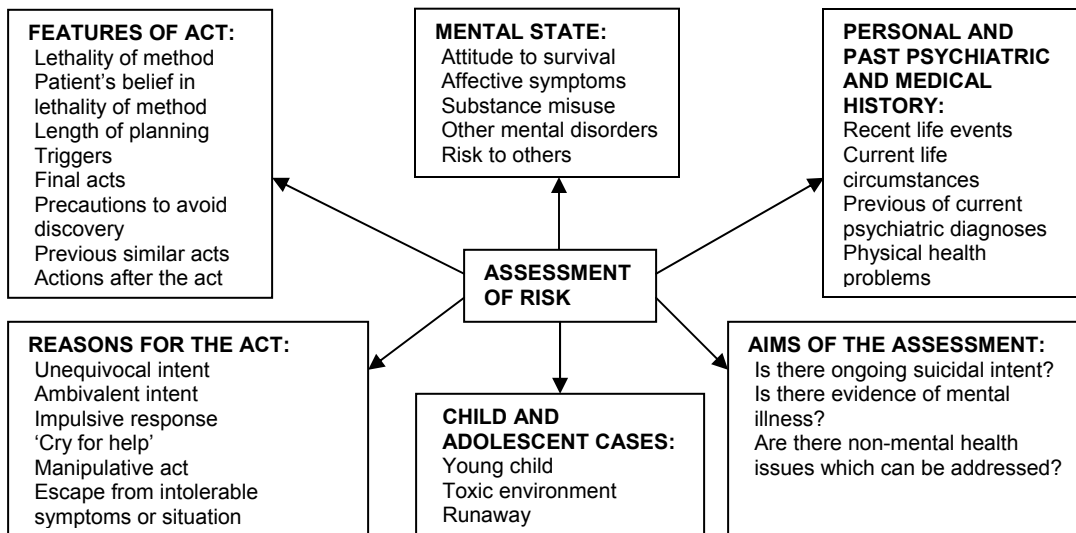 FEATURES OF ACT:
Lethality of method
Patient's belief in
lethality of method
Length of planning
Triggers
Final acts
Precautions to avoid
discovery
Previous similar acts
Actions after the act
MENTAL STATE:
Attitude to survival
Affective symptoms
Substance misuse
Other mental disorders
Risk to others
PERSONAL AND
PAST PSYCHIATRIC
AND MEDICAL
HISTORY:
Recent life events
Current life
circumstances
Previous of current
psychiatric diagnoses
Physical health
problems
ASSESSMENT
OF RISK
REASONS FOR THE ACT:
Unequivocal intent
Ambivalent intent
Impulsive response
‘Cry for help’
Manipulative act
Escape from intolerable
symptoms or situation
CHILD AND
ADOLESCENT CASES:
Young child
Toxic environment
Runaway
AIMS OF THE ASSESSMENT:
Is there ongoing suicidal intent?
Is there evidence of mental
illness?
Are there non-mental health
issues which can be addressed?